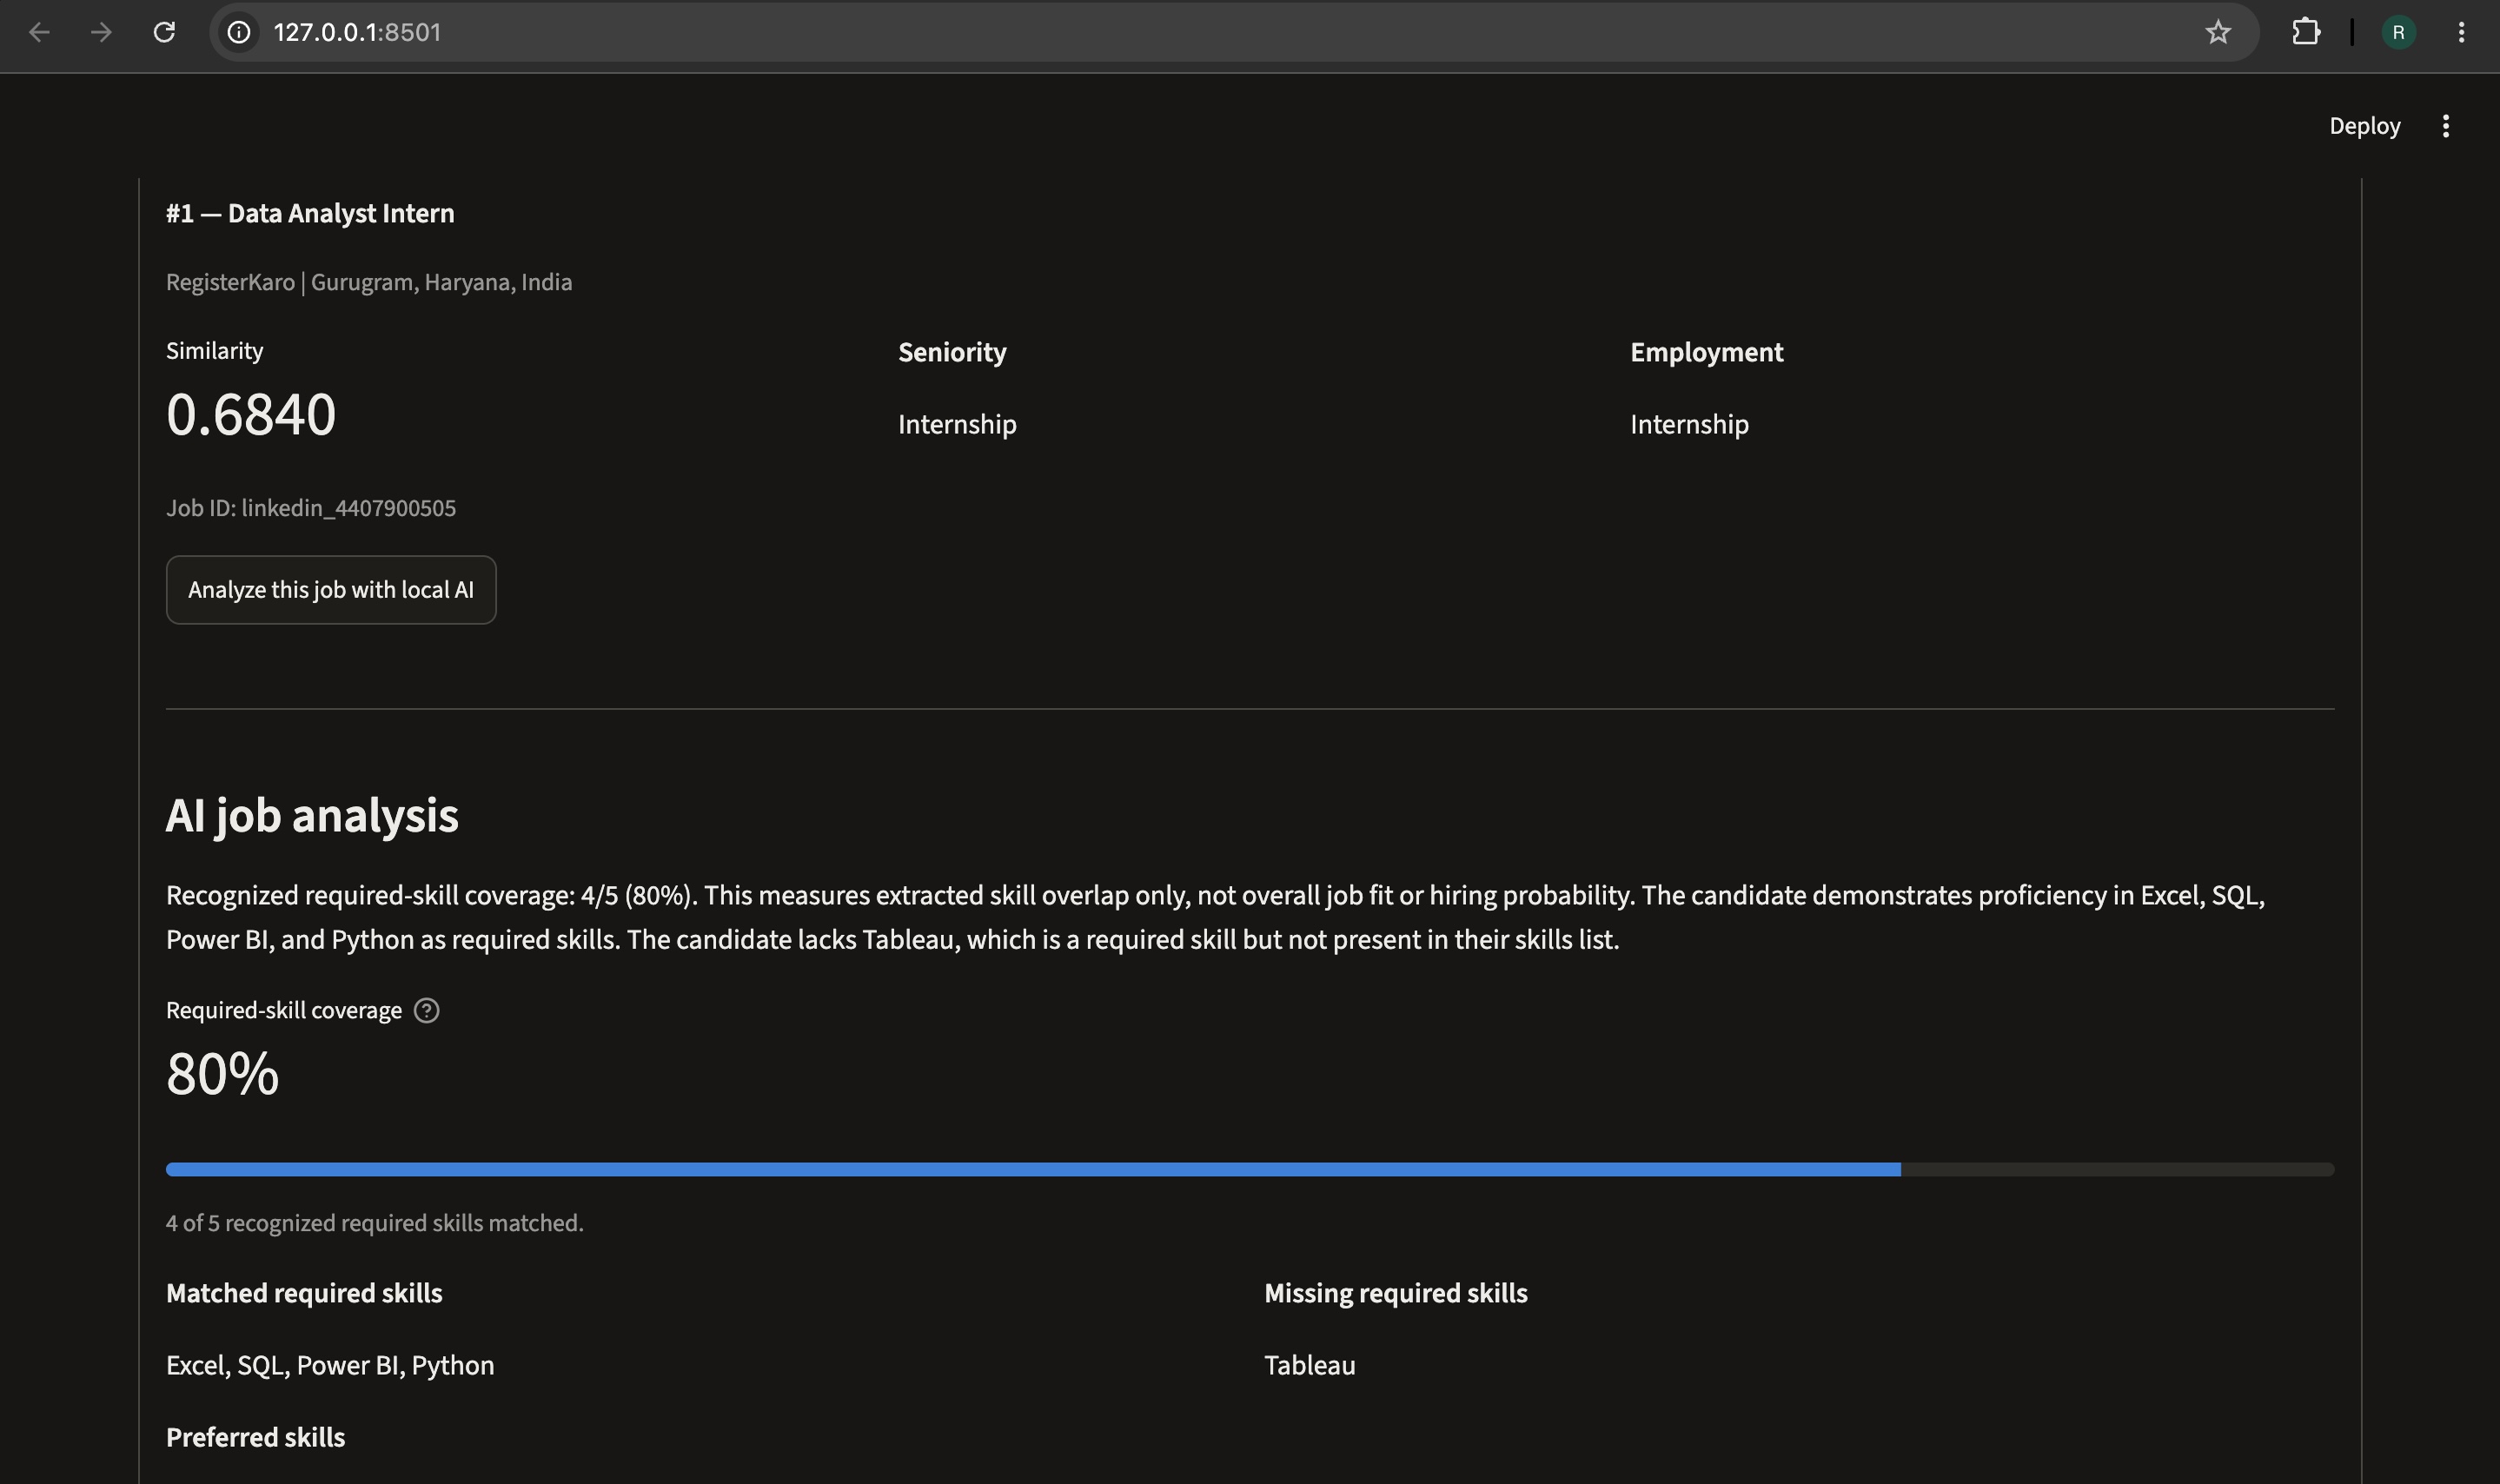 127.0.0.1:8501
R
Deploy
#1 — Data Analyst Intern
RegisterKaro | Gurugram, Haryana, India
Similarity
Seniority
Employment
0.6840
Internship
Internship
Job ID: linkedin_4407900505
Analyze this job with local AI
AI job analysis
Recognized required-skill coverage: 4/5 (80%). This measures extracted skill overlap only, not overall job fit or hiring probability. The candidate demonstrates proficiency in Excel, SQL,
Power BI, and Python as required skills. The candidate lacks Tableau, which is a required skill but not present in their skills list.
Required-skill coverage
80%
4 of 5 recognized required skills matched.
Matched required skills
Missing required skills
Excel, SQL, Power BI, Python
Tableau
Preferred skills